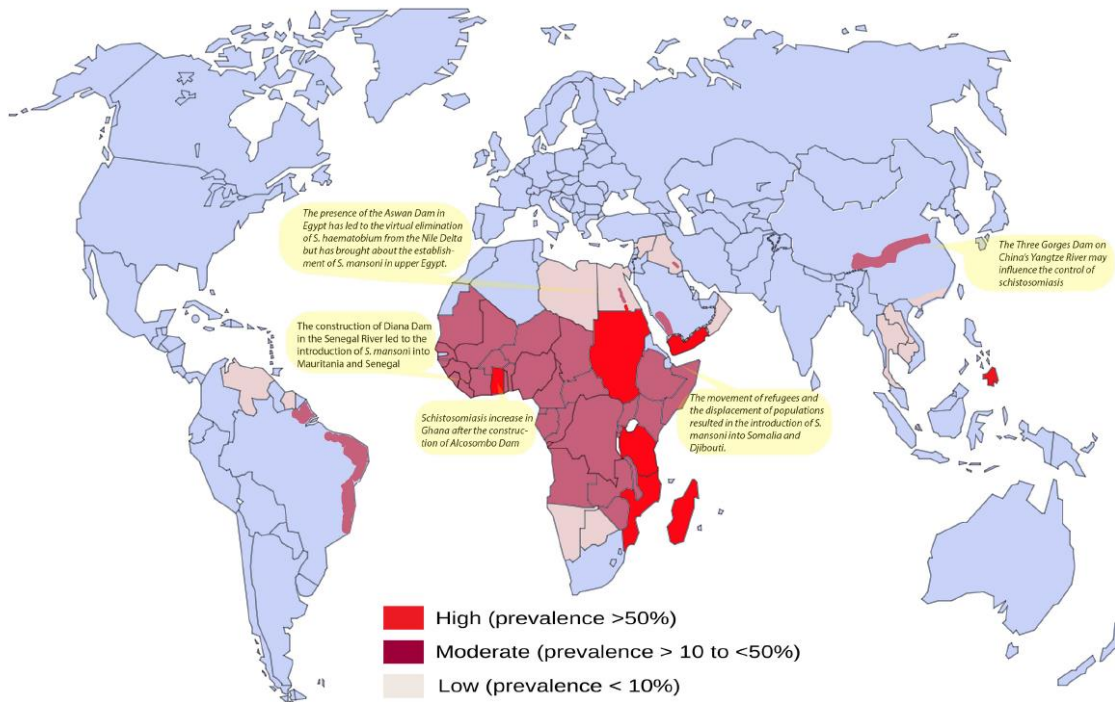 The presence of the Aswan Dam in
Egypt has led to the virtual elimination
of S. haematobium from the Nile Delta
but has brought about the establish-
ment of S. mansoni in upper Egypt.
The Three Gorges Dam on
China's Yangtze River may
influence the control of
schistosomiasis
The construction of Diana Dam
in the Senegal River led to the
introduction of S. mansoni into
Mauritania and Senegal
Schistosomiasis increase in
Ghana after the construc-
tion of Alcosombo Darn
The movement of refugees and
the displacement of populations
resulted in the introduction of S.
mansoni into Somalia and
Djibouti.
High (prevalence >50%)
Moderate (prevalence > 10 to <50%)
Low (prevalence < 10%)